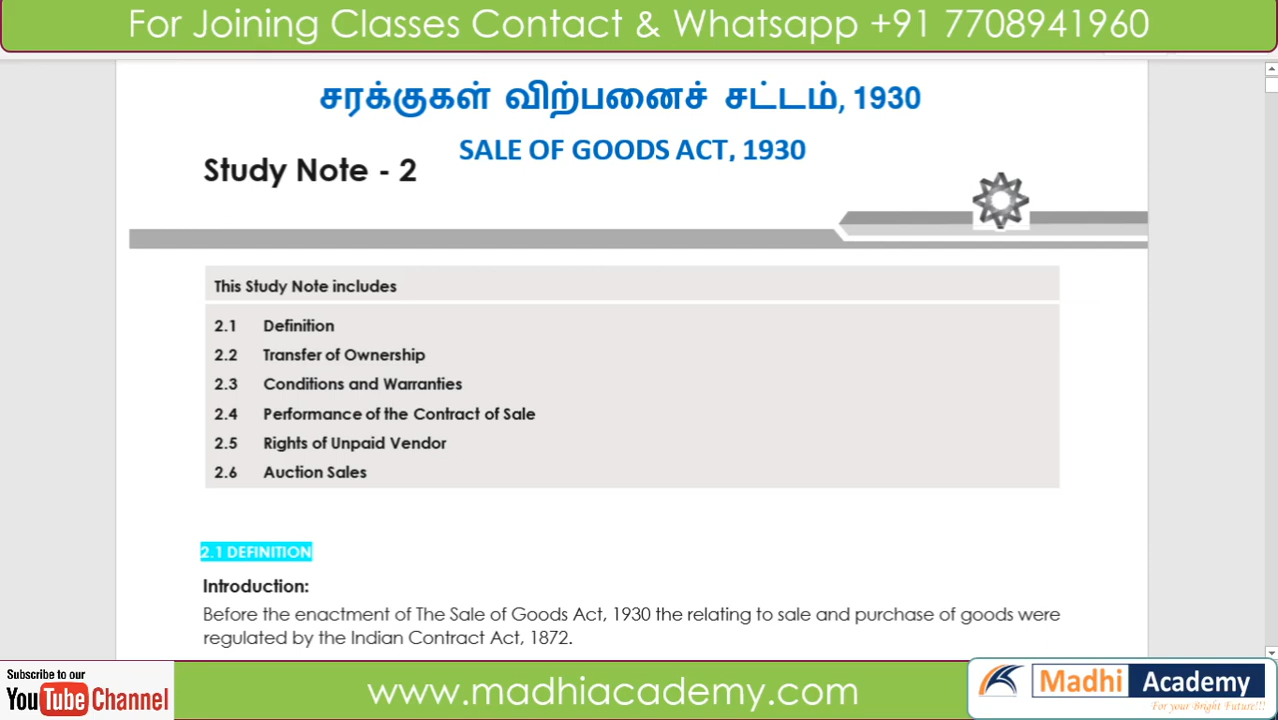 For Joining Classes Contact & Whatsapp +91 7708941960
சரக்குகள் விற்பனைச் சட்டம், 1930
SALE OF GOODS ACT, 1930
Study Note - 2
This Study Note includes
2.1 Definition
2.2 Transfer of Ownership
2.3 Conditions and Warranties
2.4 Performance of the Contract of Sale
2.5 Rights of Unpaid Vendor
2.6 Auction Sales
2.1 DEFINITION
Introduction:
Before the enactment of The Sale of Goods Act, 1930 the relating to sale and purchase of goods were
regulated by the Indian Contract Act, 1872.
Subscribe to our
YouTube Channel
www.madhiacademy.com
Madhi Academy
For your Bright Future!!!